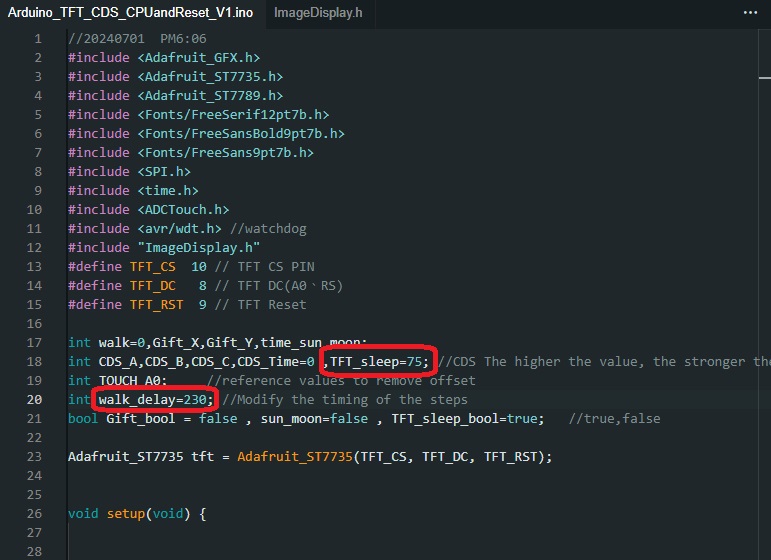 Arduino_TFT_CDS_CPUandReset_V1.ino ImageDisplay.h ...
1 //20240701  PM6:06
2 #include <Adafruit_GFX.h>
3 #include <Adafruit_ST7735.h>
4 #include <Adafruit_ST7789.h>
5 #include <Fonts/FreeSerif12pt7b.h>
6 #include <Fonts/FreeSansBold9pt7b.h>
7 #include <Fonts/FreeSans9pt7b.h>
8 #include <SPI.h>
9 #include <time.h>
10 #include <ADCTouch.h>
11 #include <avr/wdt.h> //watchdog
12 #include "ImageDisplay.h"
13 #define TFT_CS  10 // TFT CS PIN
14 #define TFT_DC   8 // TFT DC(A0、RS)
15 #define TFT_RST  9 // TFT Reset
16
17 int walk=0,Gift_X,Gift_Y,time_sun_moon;
18 int CDS_A,CDS_B,CDS_C,CDS_Time=0 ,TFT_sleep=75; //CDS The higher the value, the stronger the
19 int TOUCH_A0;     //reference values to remove offset
20 int walk_delay=230; //Modify the timing of the steps
21 bool Gift_bool = false , sun_moon=false , TFT_sleep_bool=true;   //true,false
22
23 Adafruit_ST7735 tft = Adafruit_ST7735(TFT_CS, TFT_DC, TFT_RST);
24
25
26 void setup(void) {
27
28